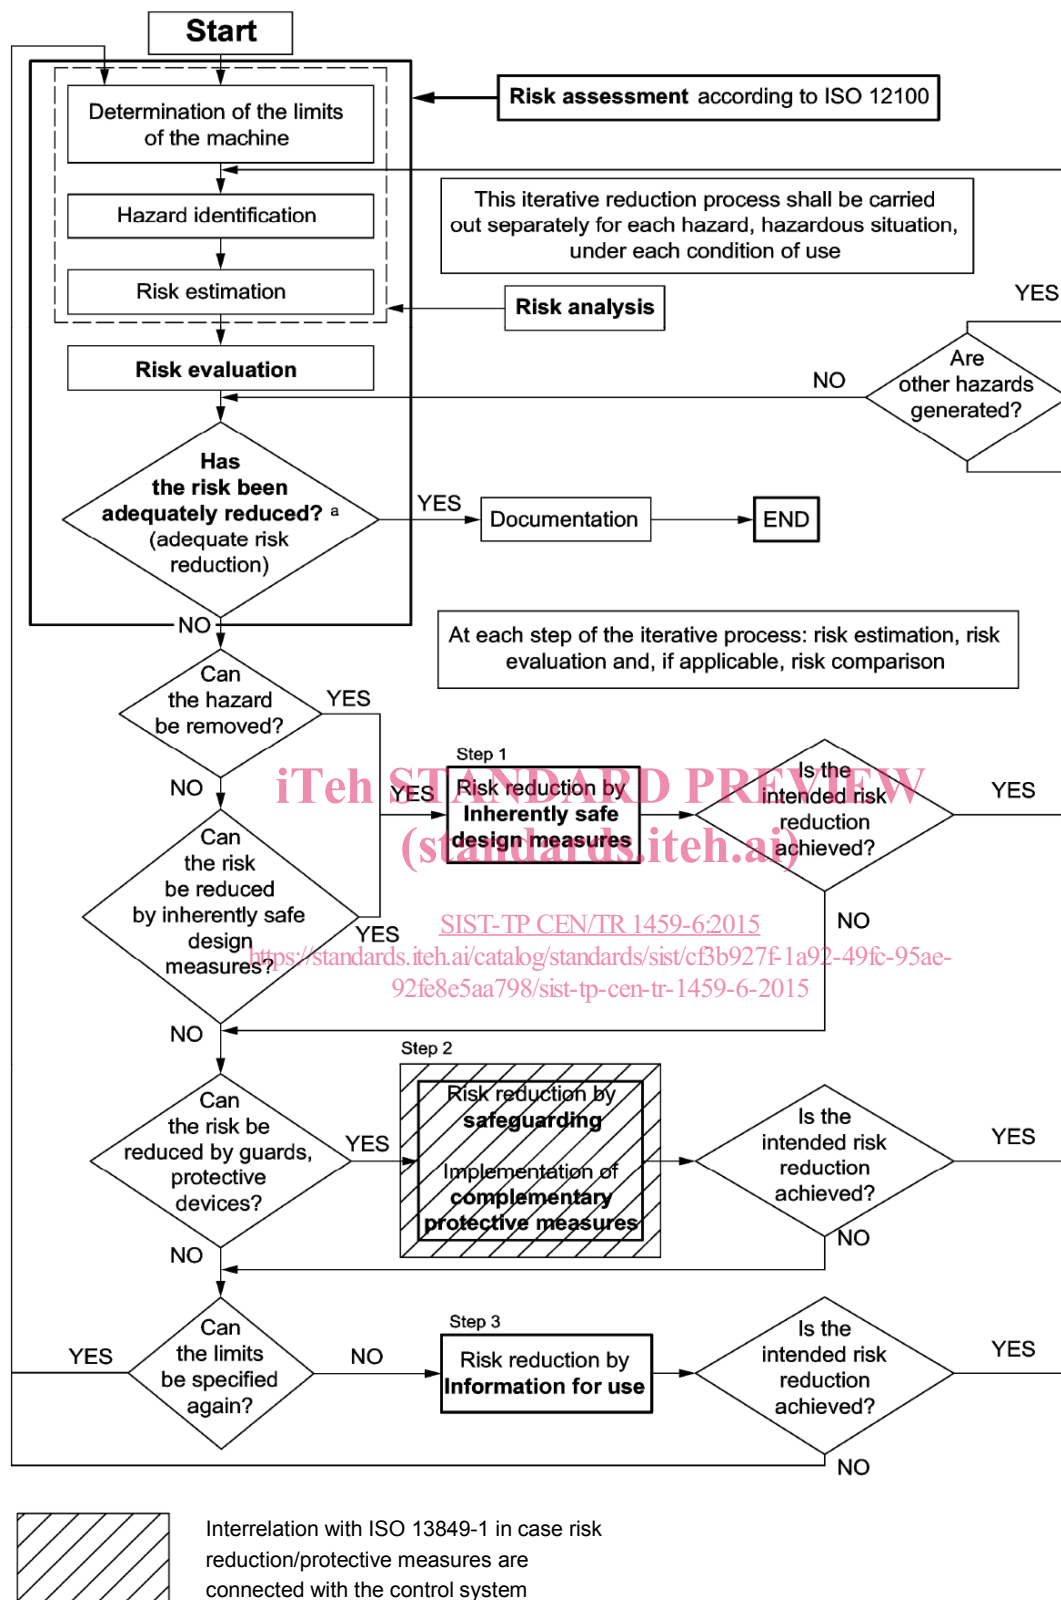 Start
Risk assessment according to ISO 12100
Determination of the limits
of the machine
This iterative reduction process shall be carried
out separately for each hazard, hazardous situation,
under each condition of use
Hazard identification
Risk estimation
Risk analysis
YES
Are
other hazards
generated?
NO
Risk evaluation
Has
the risk been
adequately reduced? a
(adequate risk
reduction)
YES
Documentation
END
NO
At each step of the iterative process: risk estimation, risk
evaluation and, if applicable, risk comparison
Can
the hazard
be removed?
YES
NO
Step 1
YES
Risk reduction by
Inherently safe
design measures
Is the
intended risk
reduction
achieved?
YES
iTeh STANDARD PREVIEW
(standards.iteh.ai)
Can
the risk
be reduced
by inherently safe
design
measures?
YES
NO
SIST-TP CEN/TR 1459-6:2015
https://standards.iteh.ai/catalog/standards/sist/cf3b927f-1a92-49fc-95ae-
92fe8e5aa798/sist-tp-cen-tr-1459-6-2015
NO
Step 2
Can
the risk be
reduced by guards,
protective
devices?
YES
Risk reduction by
safeguarding
Implementation of
complementary
protective measures
Is the
intended risk
reduction
achieved?
YES
NO
NO
Can
the limits
be specified
again?
YES
NO
Step 3
Risk reduction by
Information for use
Is the
intended risk
reduction
achieved?
YES
NO
Interrelation with ISO 13849-1 in case risk
reduction/protective measures are
connected with the control system